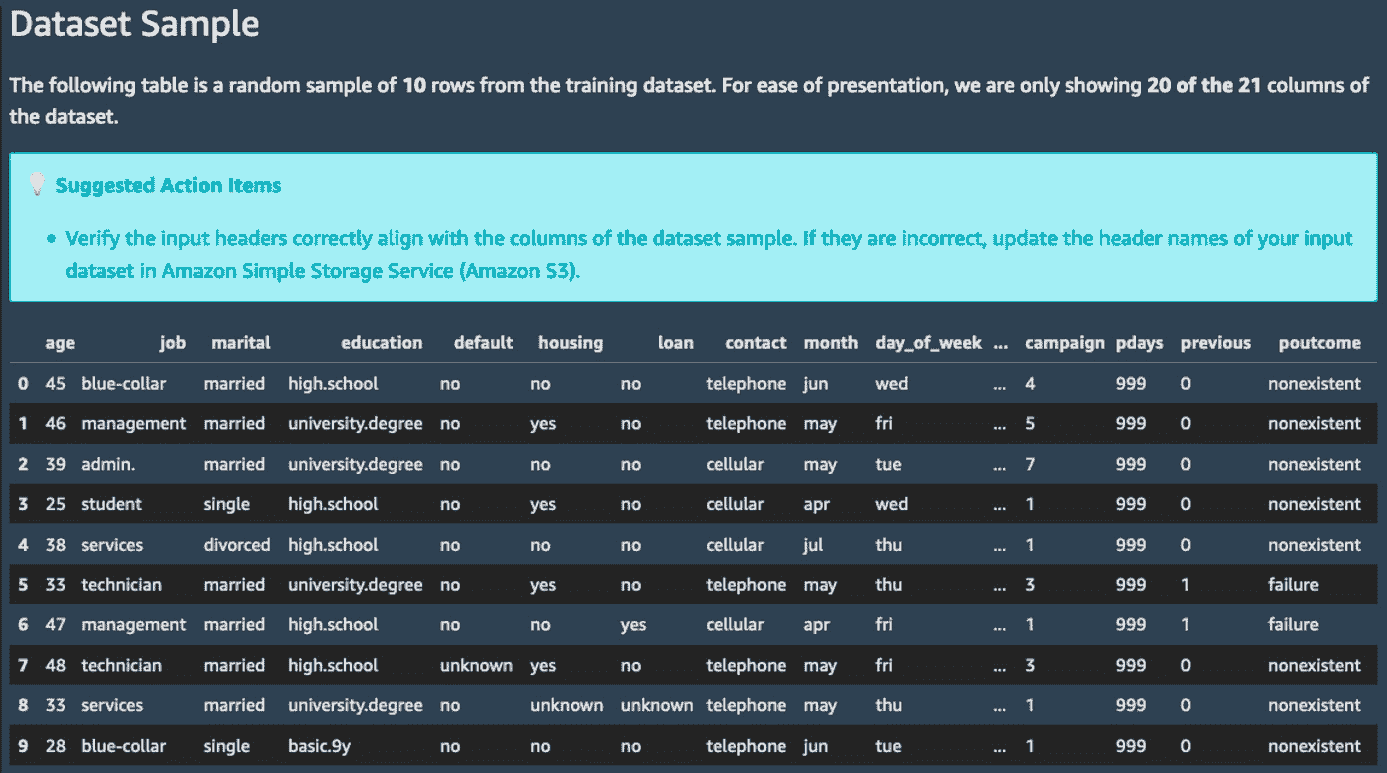 Dataset Sample
The following table is a random sample of 10 rows from the training dataset. For ease of presentation, we are only showing 20 of the 21 columns of
the dataset.
Suggested Action Items
• Verify the input headers correctly align with the columns of the dataset sample. If they are incorrect, update the header names of your input
dataset in Amazon Simple Storage Service (Amazon S3).
age job marital education default housing loan contact month day_of_week ... campaign pdays previous poutcome
0 45 blue-collar married high.school no no no telephone jun wed ... 4 999 0 nonexistent
1 46 management married university.degree no yes no telephone may fri ... 5 999 0 nonexistent
2 39 admin. married university.degree no no no cellular may tue ... 7 999 0 nonexistent
3 25 student single high.school no yes no cellular apr wed ... 1 999 0 nonexistent
4 38 services divorced high.school no no no cellular jul thu ... 1 999 0 nonexistent
5 33 technician married university.degree no yes no telephone may thu ... 3 999 1 failure
6 47 management married high.school no no yes cellular apr fri ... 1 999 1 failure
7 48 technician married high.school unknown yes no telephone may fri ... 3 999 0 nonexistent
8 33 services married university.degree no unknown unknown telephone may thu ... 1 999 0 nonexistent
9 28 blue-collar single basic.9y no no no telephone jun tue ... 1 999 0 nonexistent